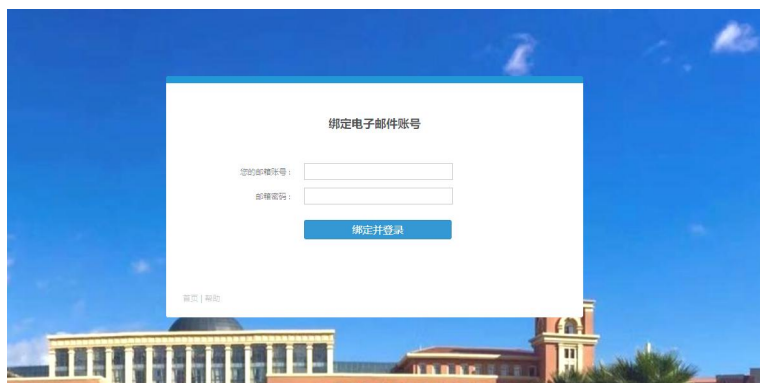 绑定电子邮件账号
您的邮箱账号：
邮箱密码：
绑定并登录
首页 | 帮助